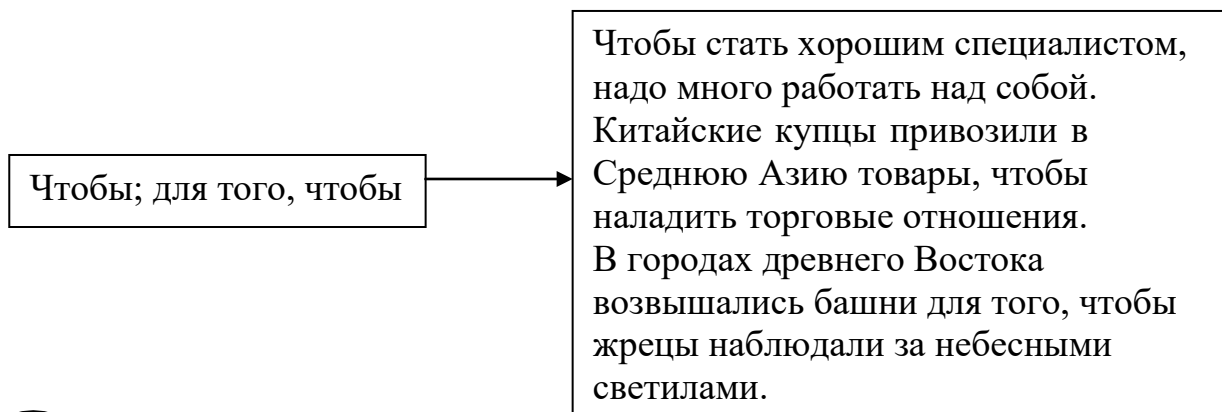 Чтобы; для того, чтобы
Чтобы стать хорошим специалистом,
надо много работать над собой.
Китайские купцы привозили в
Среднюю Азию товары, чтобы
наладить торговые отношения.
В городах древнего Востока
возвышались башни для того, чтобы
жрецы наблюдали за небесными
светилами.